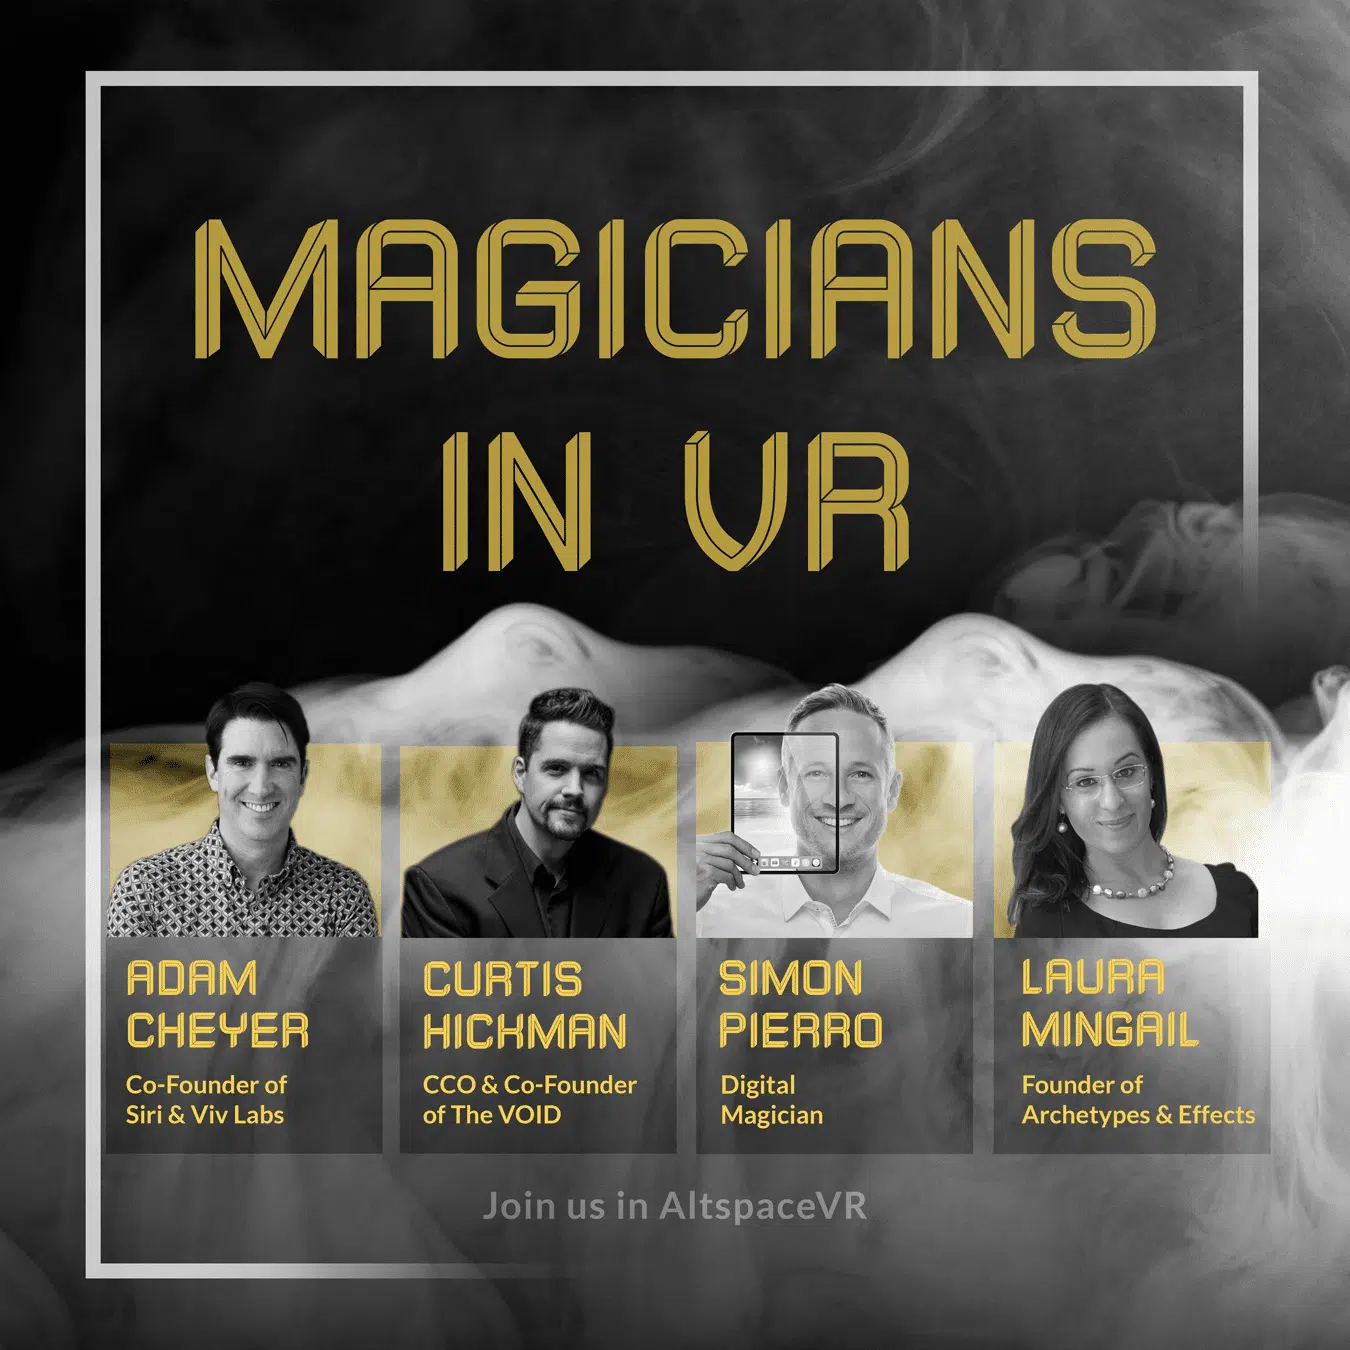 MAGICIANS
IN VR
ADAM
CHEYER
Co-Founder of
Siri & Viv Labs
CURTIS
HICKMAN
CCO & Co-Founder
of The VOID
SIMON
PIERRO
Digital
Magician
LAURA
MINGAIL
Founder of
Archetypes & Effects
Join us in AltspaceVR